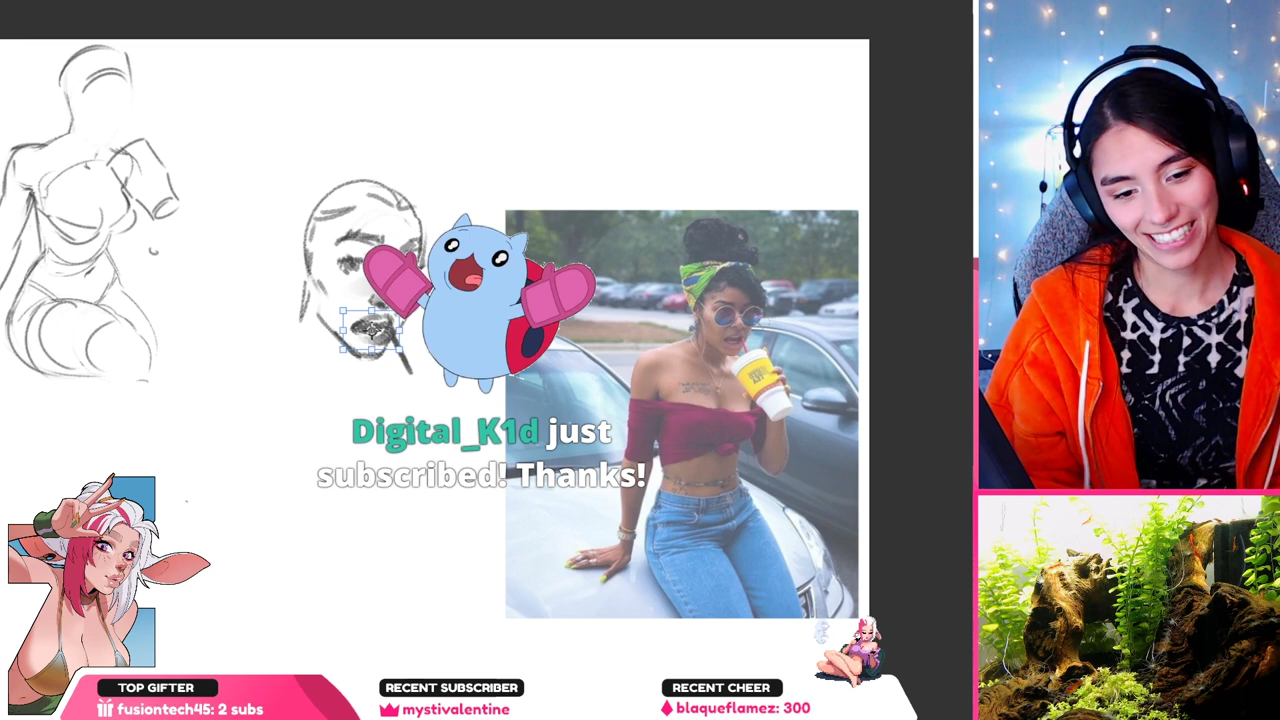 Digital_K1d just
subscribed! Thanks!
TOP GIFTER
fusiontech45: 2 subs
RECENT SUBSCRIBER
mystivalentine
RECENT CHEER
blaqueflamez: 300